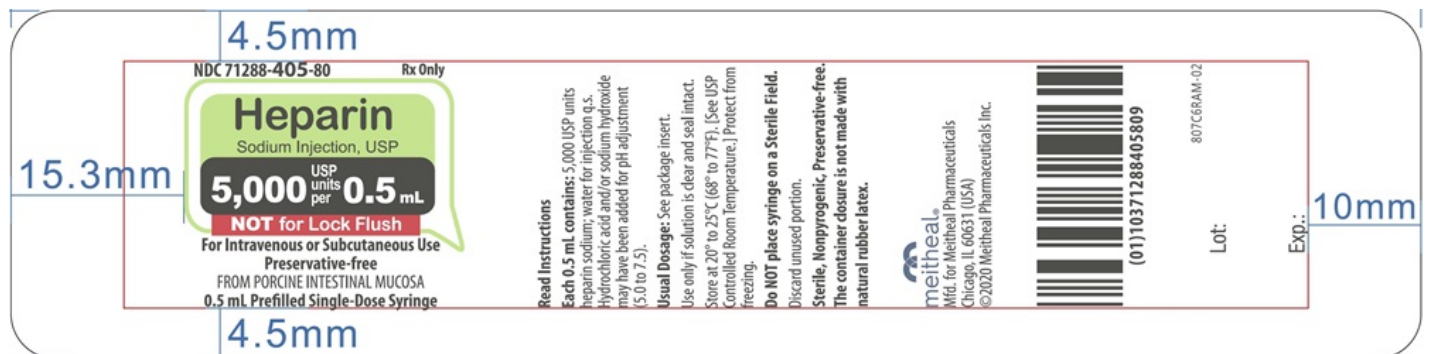 4.5mm
NDC 71288-405-80 Rx Only
Heparin
Sodium Injection, USP
5,000 USP units per 0.5 mL
NOT for Lock Flush
For Intravenous or Subcutaneous Use
Preservative-free
FROM PORCINE INTESTINAL MUCOSA
0.5 mL Prefilled Single-Dose Syringe
15.3mm
4.5mm
Read Instructions
Each 0.5 mL contains: 5,000 USP units
heparin sodium; water for injection q.s.
Hydrochloric acid and/or sodium hydroxide
may have been added for pH adjustment
(5.0 to 7.5).
Usual Dosage: See package insert.
Use only if solution is clear and seal intact.
Store at 20° to 25°C (68° to 77°F). [See USP
Controlled Room Temperature.] Protect from
freezing.
Do NOT place syringe on a Sterile Field.
Discard unused portion.
Sterile, Nonpyrogenic, Preservative-free.
The container closure is not made with
natural rubber latex.
meitheal®
Mfd. for Meitheal Pharmaceuticals
Chicago, IL 60631 (USA)
©2020 Meitheal Pharmaceuticals Inc.
(01)10371288405809
807C6RAM-02
Lot:
Exp.:
10mm